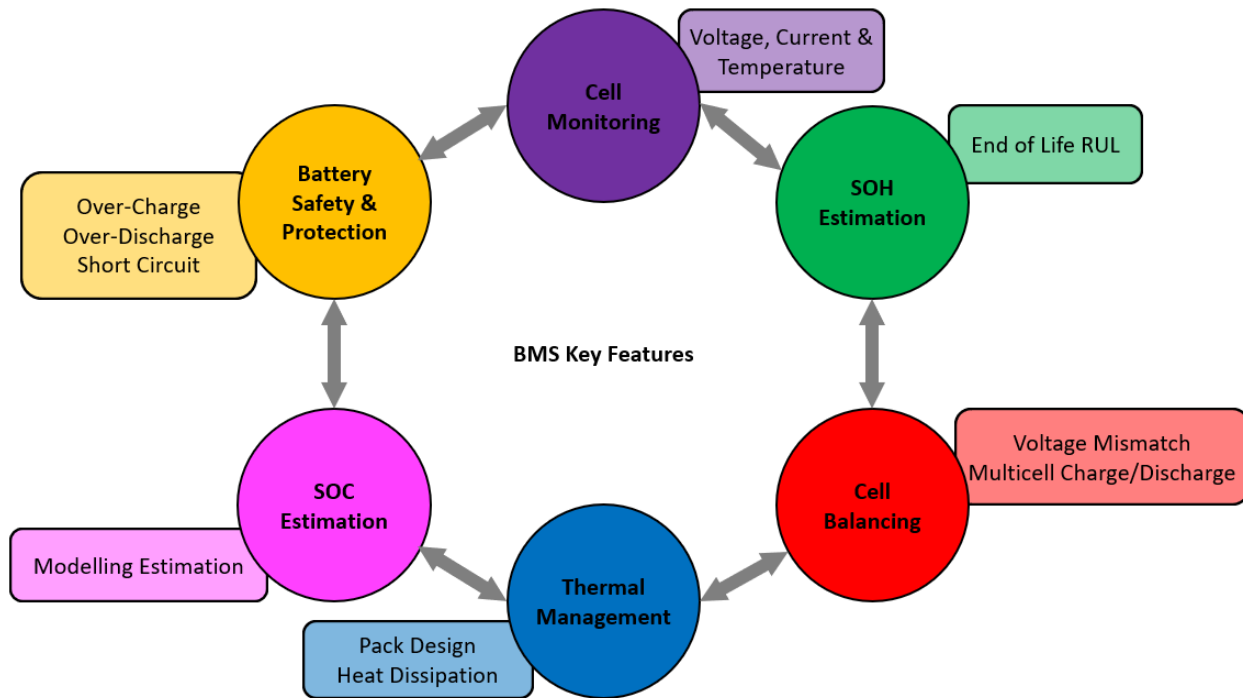 Cell
Monitoring
Voltage, Current &
Temperature
SOH
Estimation
End of Life RUL
Cell
Balancing
Voltage Mismatch
Multicell Charge/Discharge
Thermal
Management
Pack Design
Heat Dissipation
SOC
Estimation
Modelling Estimation
Battery
Safety &
Protection
Over-Charge
Over-Discharge
Short Circuit
BMS Key Features